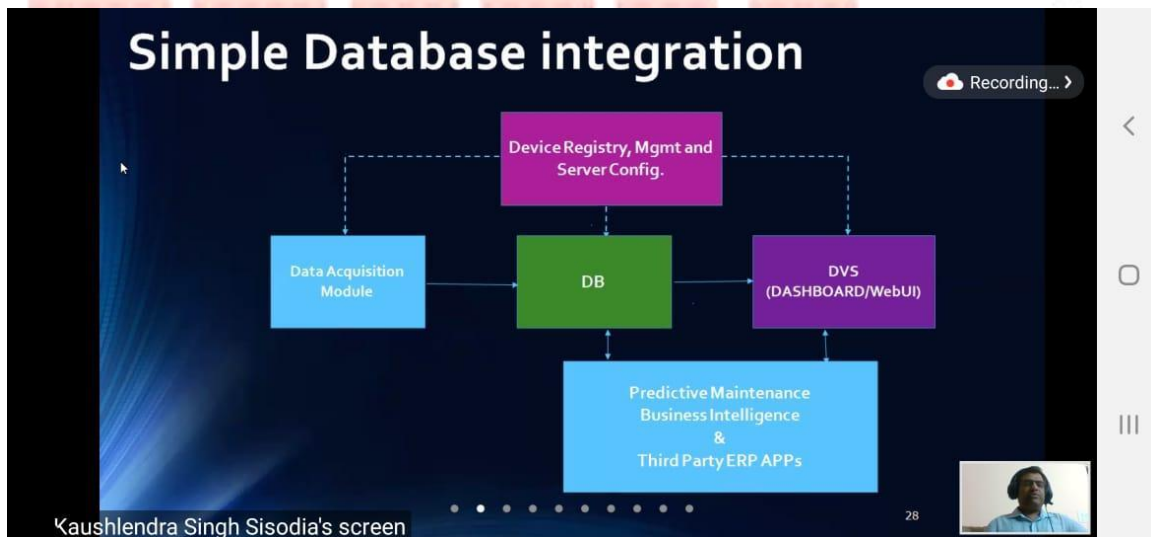 Simple Database integration
Recording...
Device Registry, Mgmt and
Server Config.
Data Acquisition
Module
DB
DVS
(DASHBOARD/WebUI)
Predictive Maintenance
Business Intelligence
&
Third Party ERP APPs
28
Kaushlendra Singh Sisodia's screen